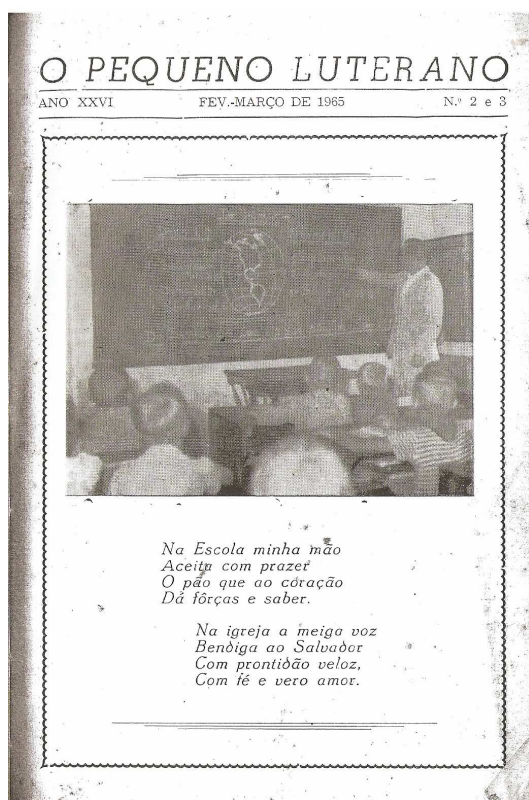 O PEQUENO LUTERANO
ANO XXVI FEV.-MARÇO DE 1965 N.º 2 e 3
Na Escola minha mão
Aceita com prazer
O pão que ao coração
Dá fôrças e saber.
Na igreja a meiga voz
Bendiga ao Salvador
Com prontidão veloz,
Com fé e vero amor.